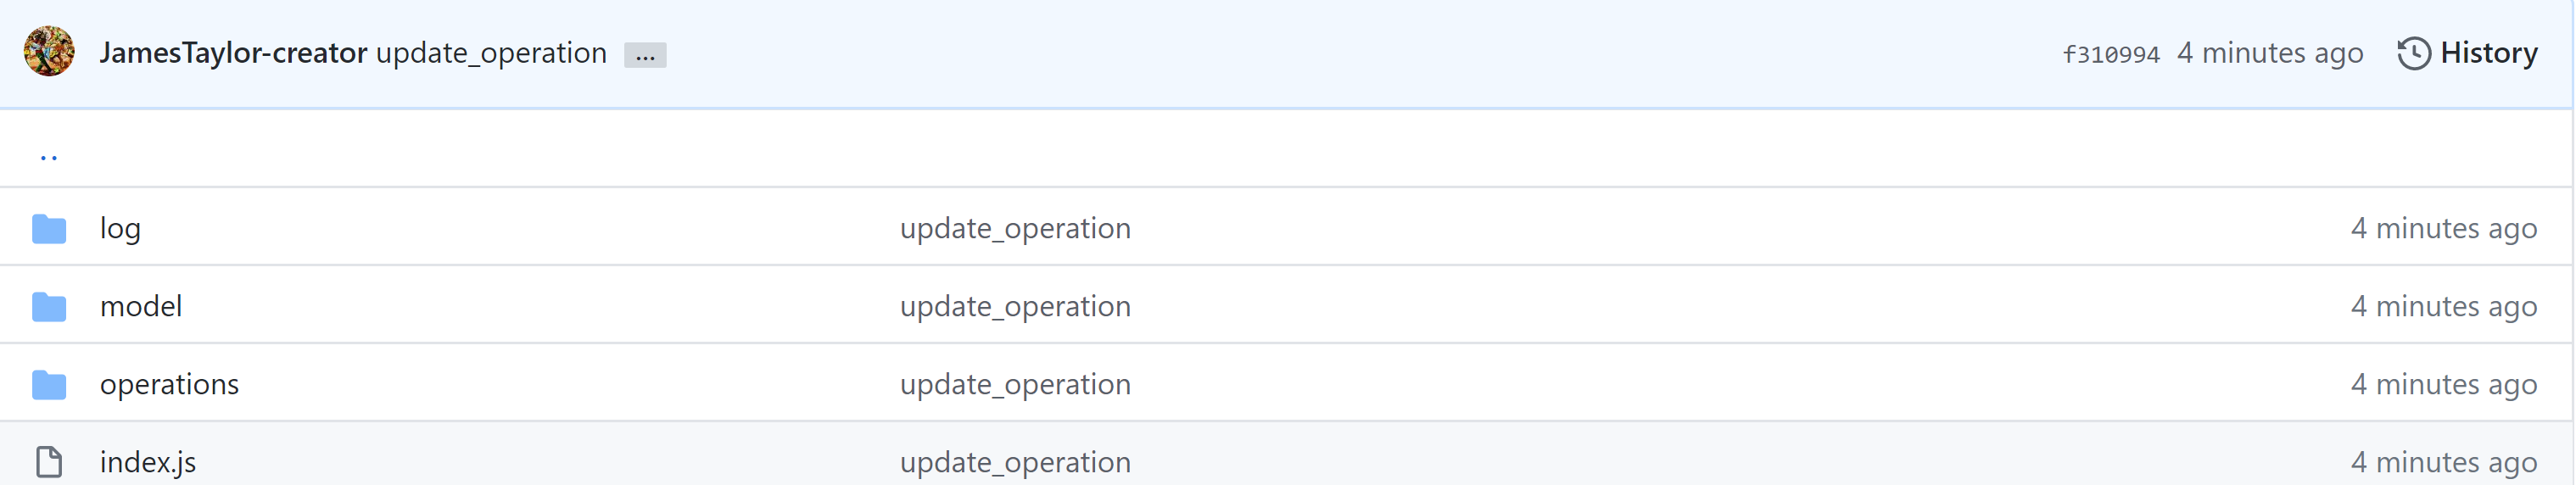 JamesTaylor-creator update_operation ... f310994 4 minutes ago History
..
log update_operation 4 minutes ago
model update_operation 4 minutes ago
operations update_operation 4 minutes ago
index.js update_operation 4 minutes ago